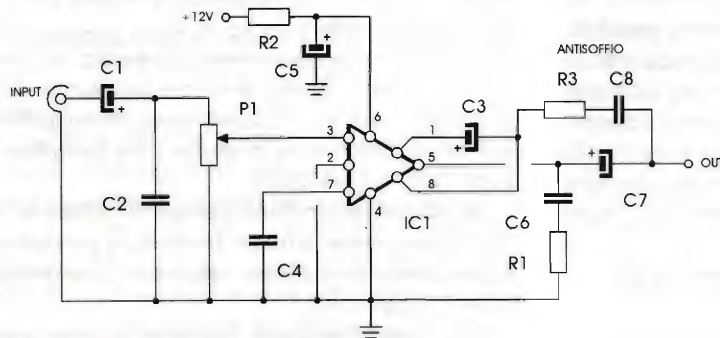 +12V
R2
C5
+
ANTISOFFIO
C1
INPUT
+
P1
R3
C8
C3
+
6
3
1
2
5
7
8
4
IC1
+
OUT
C7
C6
C2
C4
R1